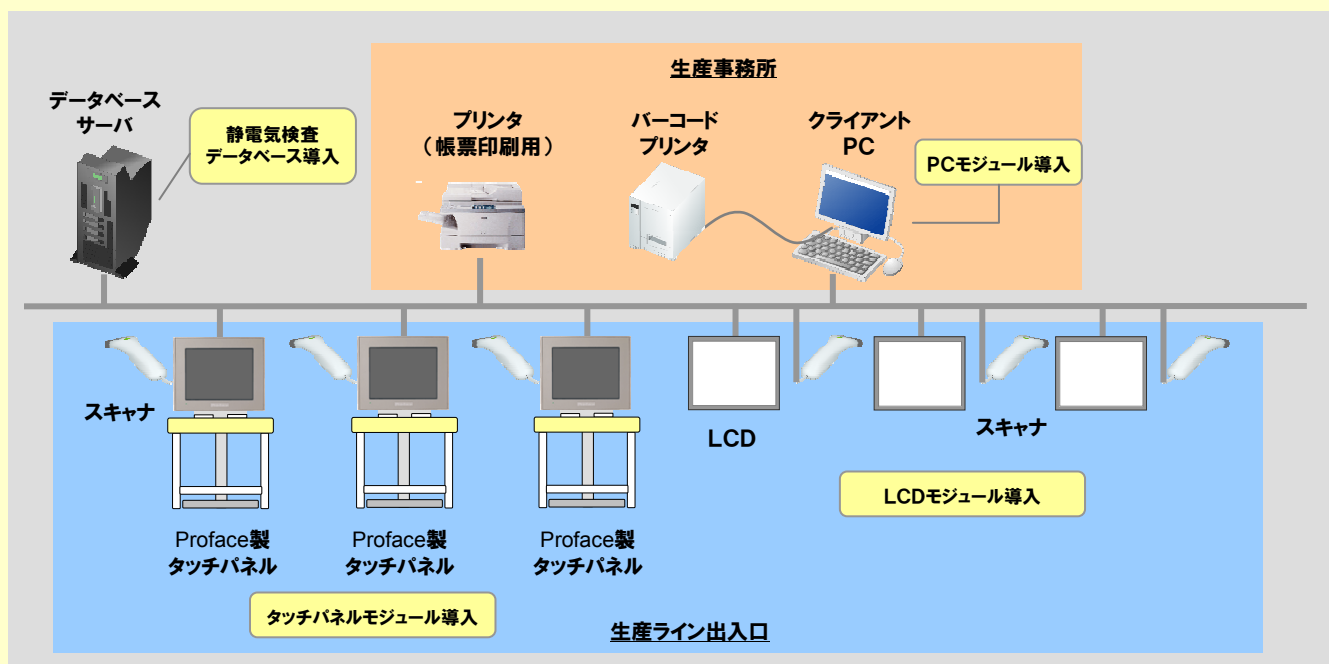 生産事務所
データベース
サーバ
静電気検査
データベース導入
プリンタ
(帳票印刷用)
バーコード
プリンタ
クライアント
PC
PCモジュール導入
スキャナ
LCD
スキャナ
LCDモジュール導入
Proface製
タッチパネル
Proface製
タッチパネル
Proface製
タッチパネル
タッチパネルモジュール導入
生産ライン出入口